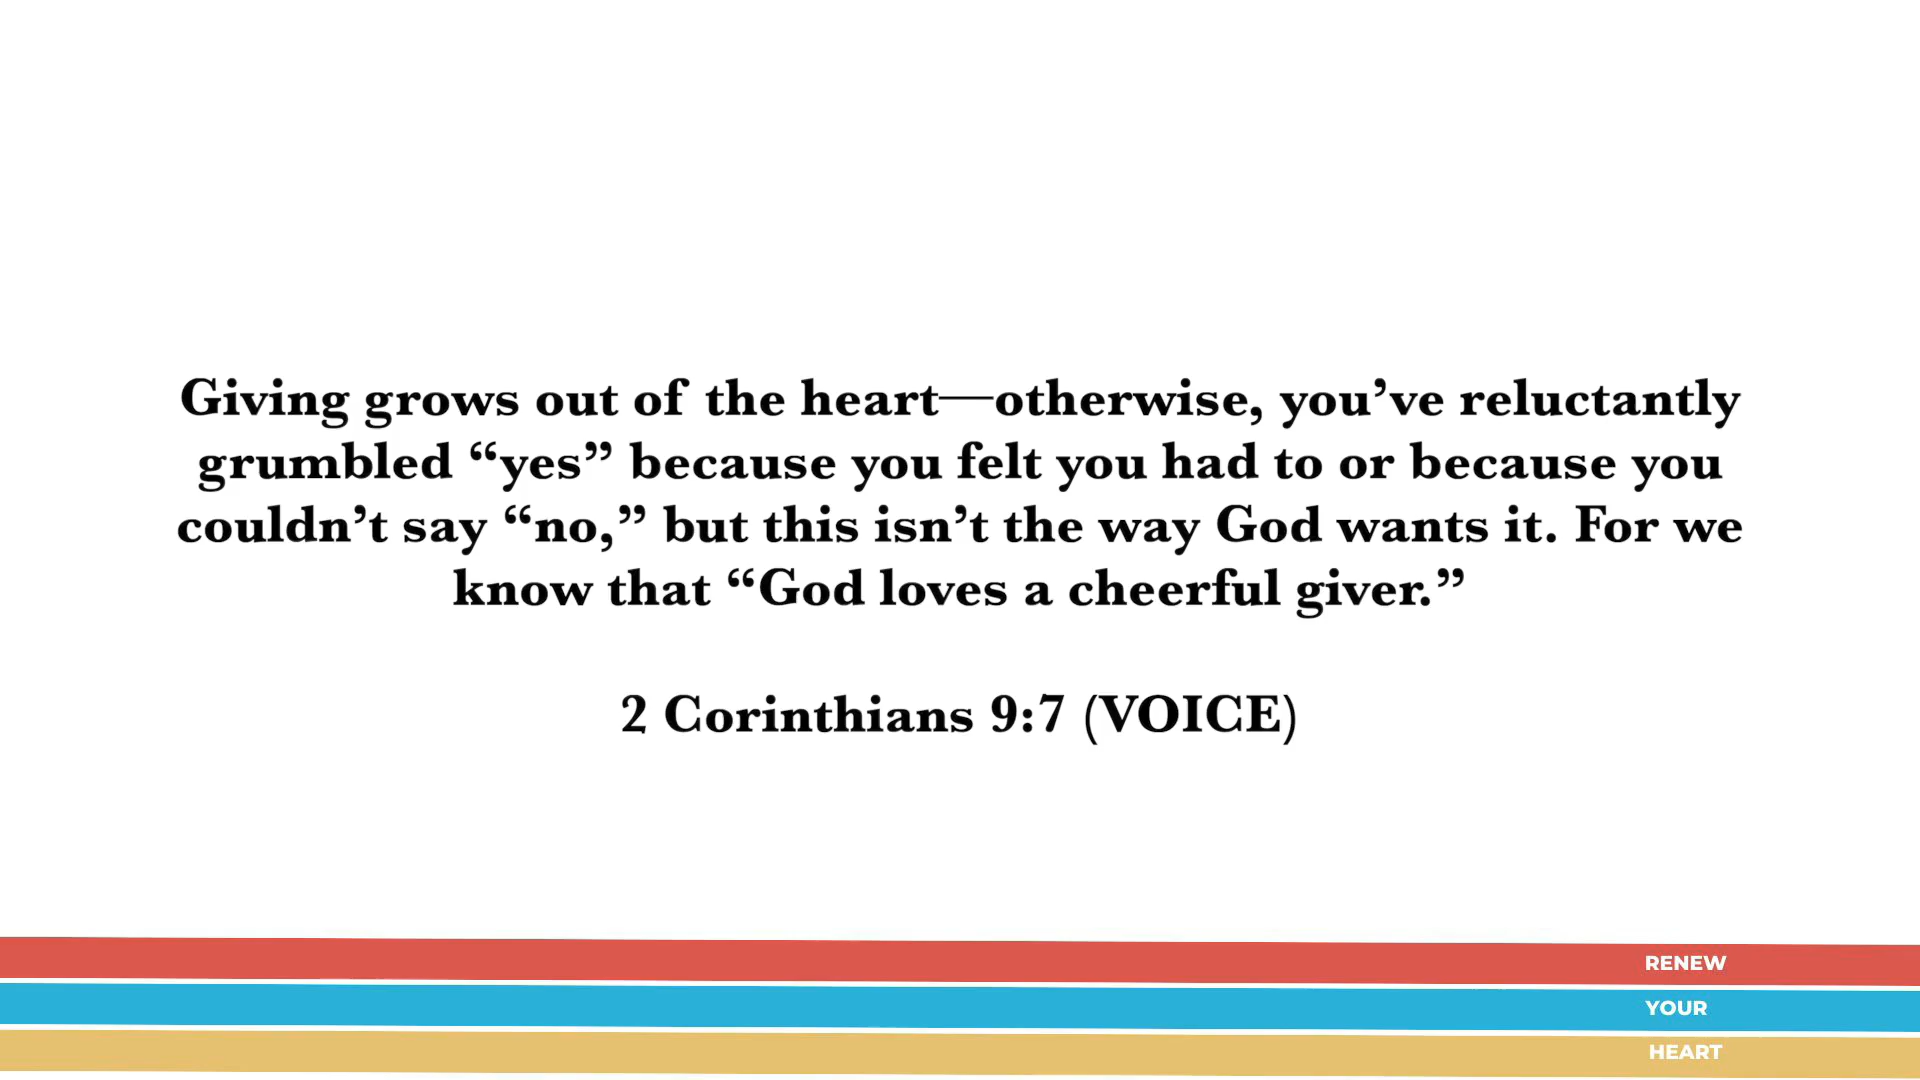 Giving grows out of the heart—otherwise, you’ve reluctantly
grumbled “yes” because you felt you had to or because you
couldn’t say “no,” but this isn’t the way God wants it. For we
know that “God loves a cheerful giver.”
2 Corinthians 9:7 (VOICE)
RENEW
YOUR
HEART